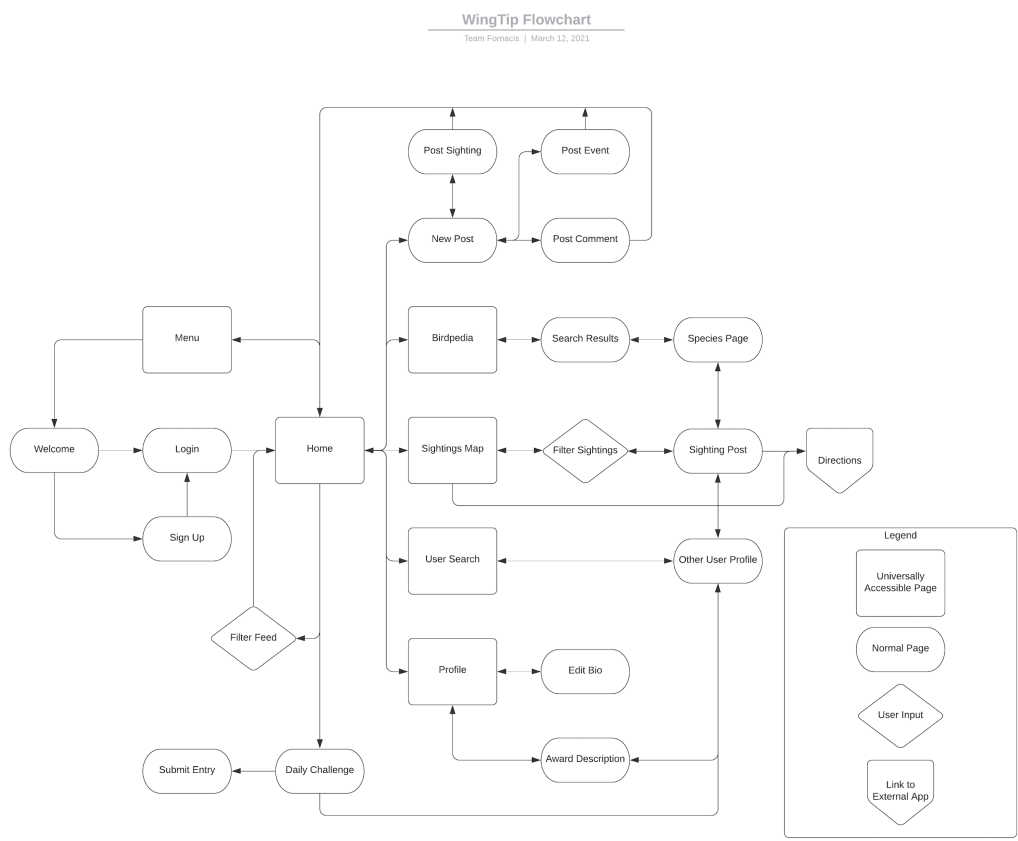 WingTip Flowchart
Team Fornacis | March 12, 2021
Post Sighting
Post Event
New Post
Post Comment
Menu
Birdpedia
Search Results
Species Page
Welcome
Login
Home
Sightings Map
Filter Sightings
Sighting Post
Directions
Sign Up
User Search
Other User Profile
Filter Feed
Profile
Edit Bio
Submit Entry
Daily Challenge
Award Description
Legend
Universally
Accessible Page
Normal Page
User Input
Link to
External App